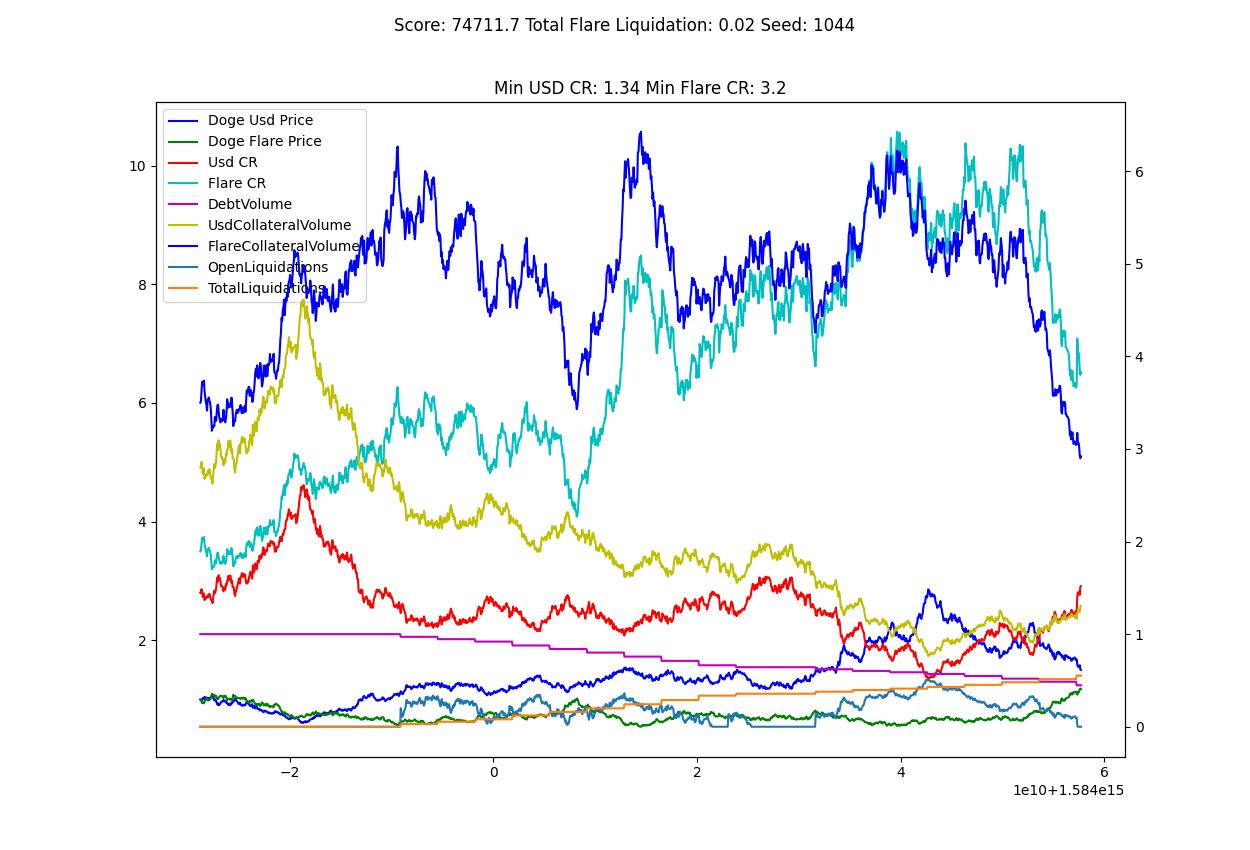 Score: 74711.7 Total Flare Liquidation: 0.02 Seed: 1044
Min USD CR: 1.34 Min Flare CR: 3.2
Doge Usd Price
Doge Flare Price
Usd CR
Flare CR
DebtVolume
UsdCollateralVolume
FlareCollateralVolume
OpenLiquidations
TotalLiquidations
10
8
6
4
2
6
5
4
3
2
1
0
−2
0
2
4
6
1e10+1.584e15